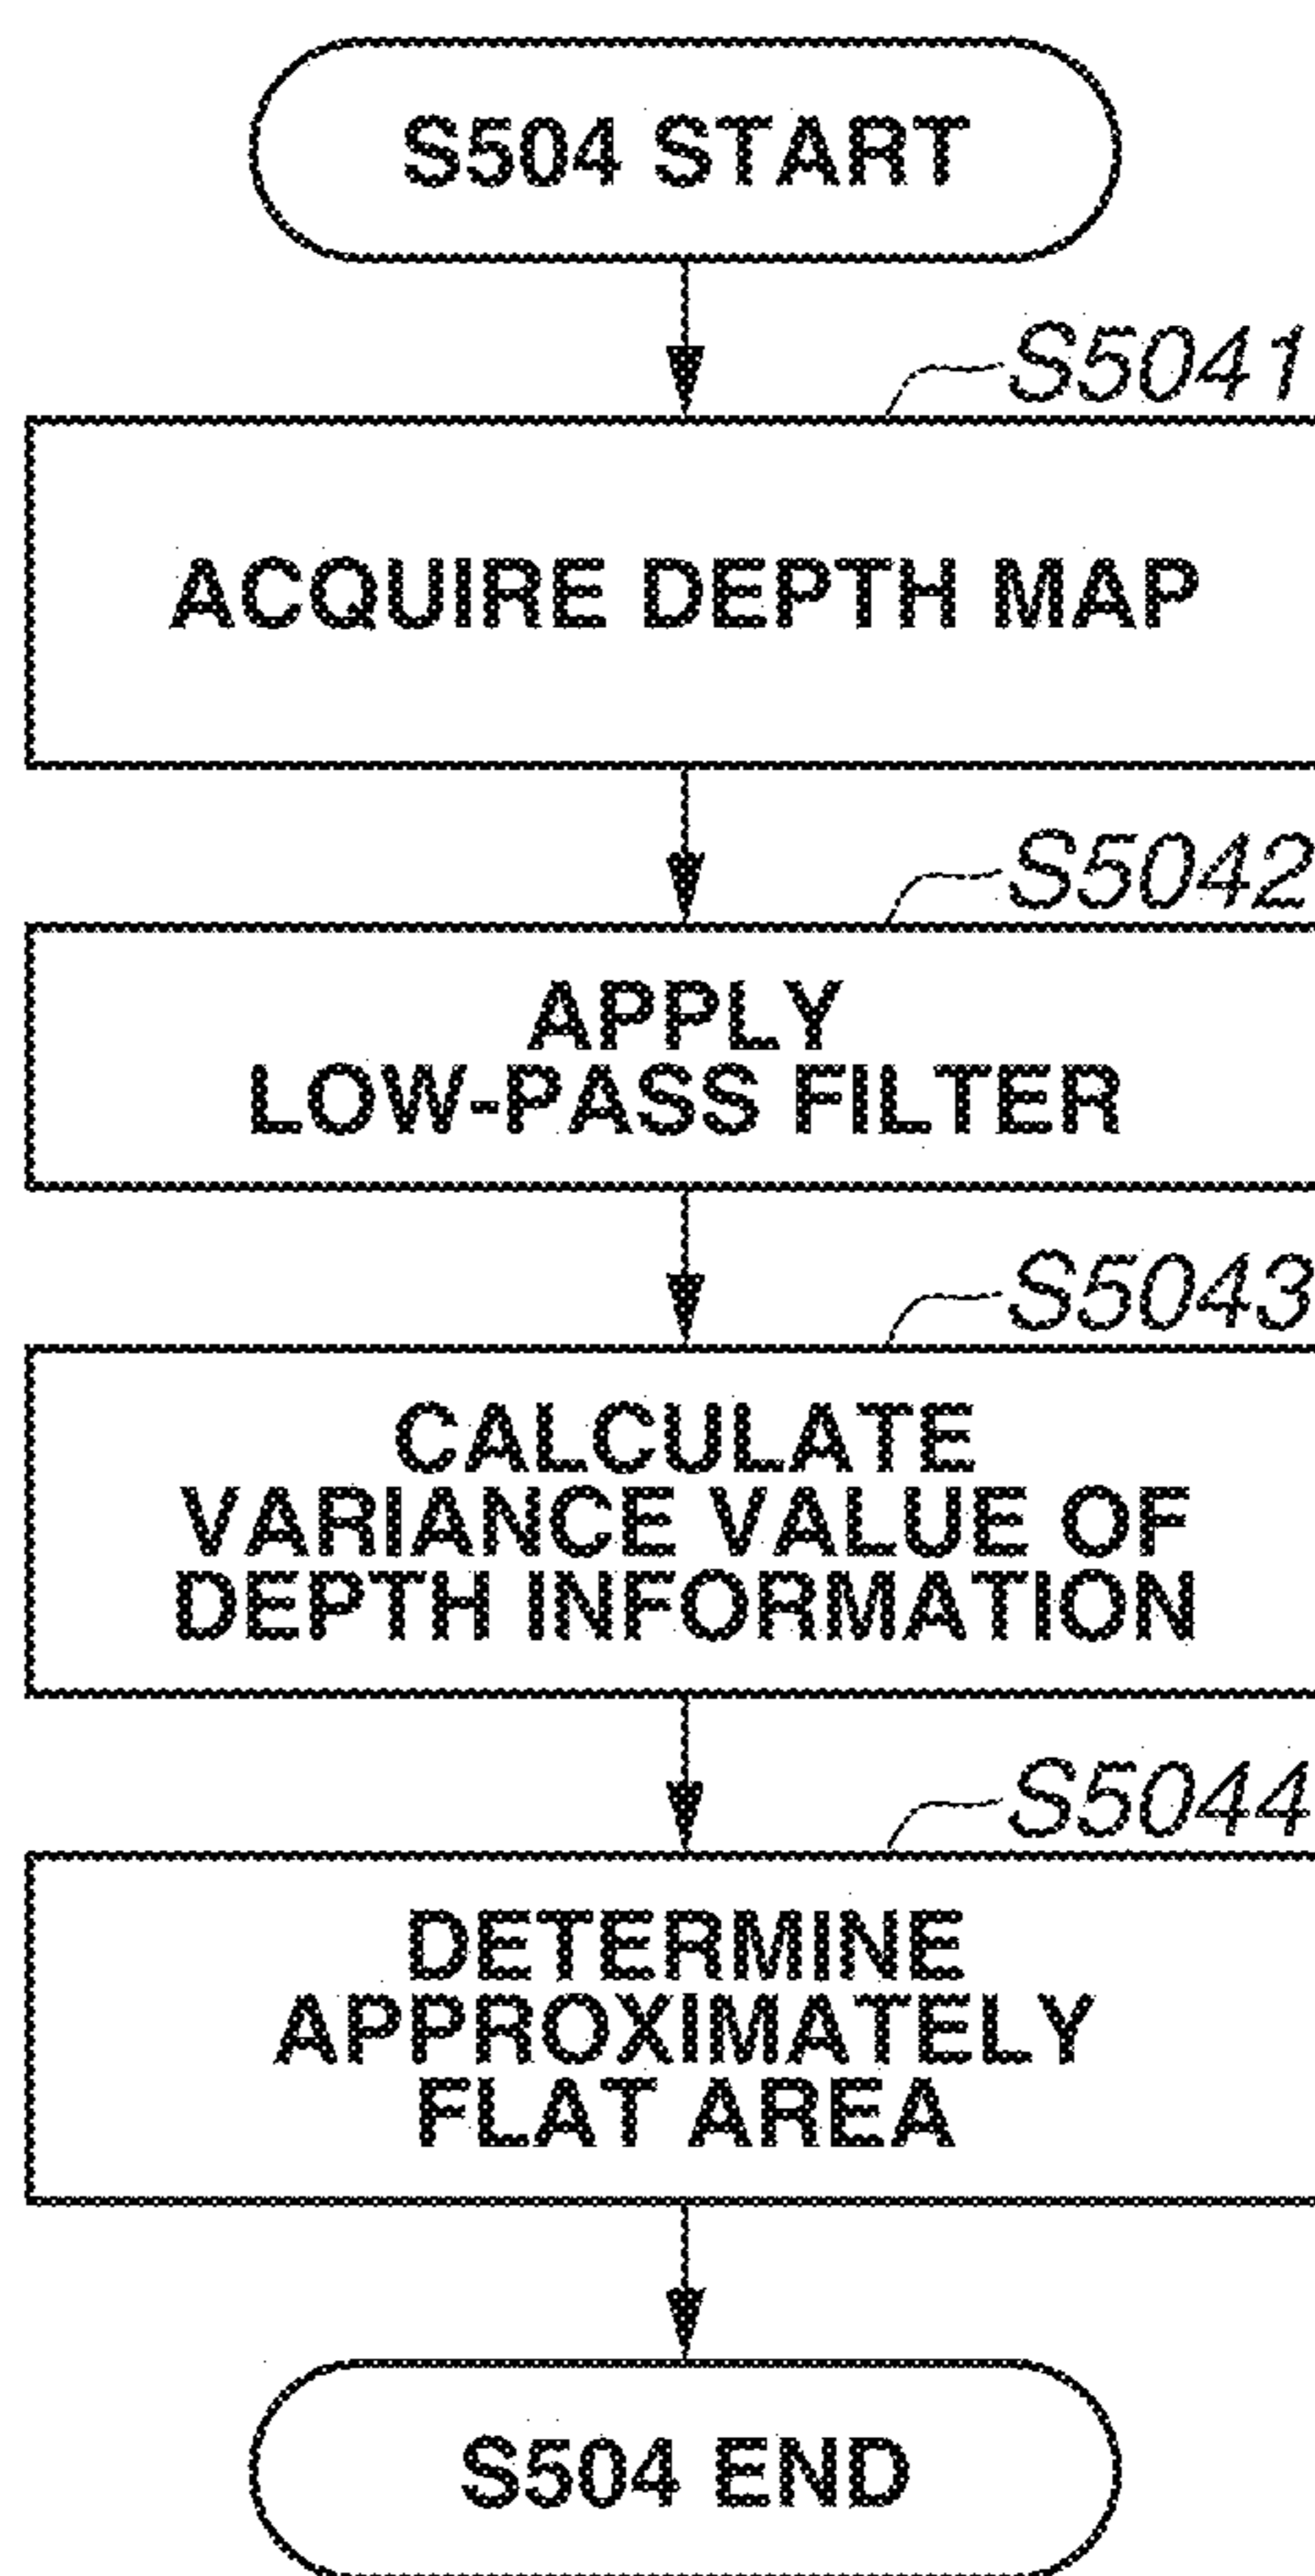 S504 START
S5041
ACQUIRE DEPTH MAP
S5042
APPLY
LOW-PASS FILTER
S5043
CALCULATE
VARIANCE VALUE OF
DEPTH INFORMATION
S5044
DETERMINE
APPROXIMATELY
FLAT AREA
S504 END